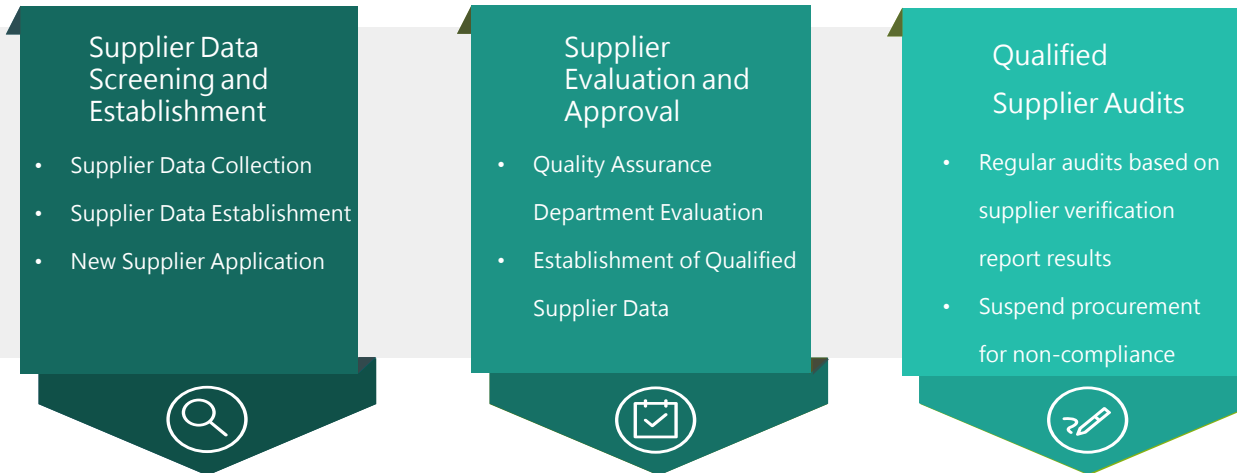 Supplier Data
Screening and
Establishment
• Supplier Data Collection
• Supplier Data Establishment
• New Supplier Application
Supplier
Evaluation and
Approval
• Quality Assurance
Department Evaluation
• Establishment of Qualified
Supplier Data
Qualified
Supplier Audits
• Regular audits based on
supplier verification
report results
• Suspend procurement
for non-compliance